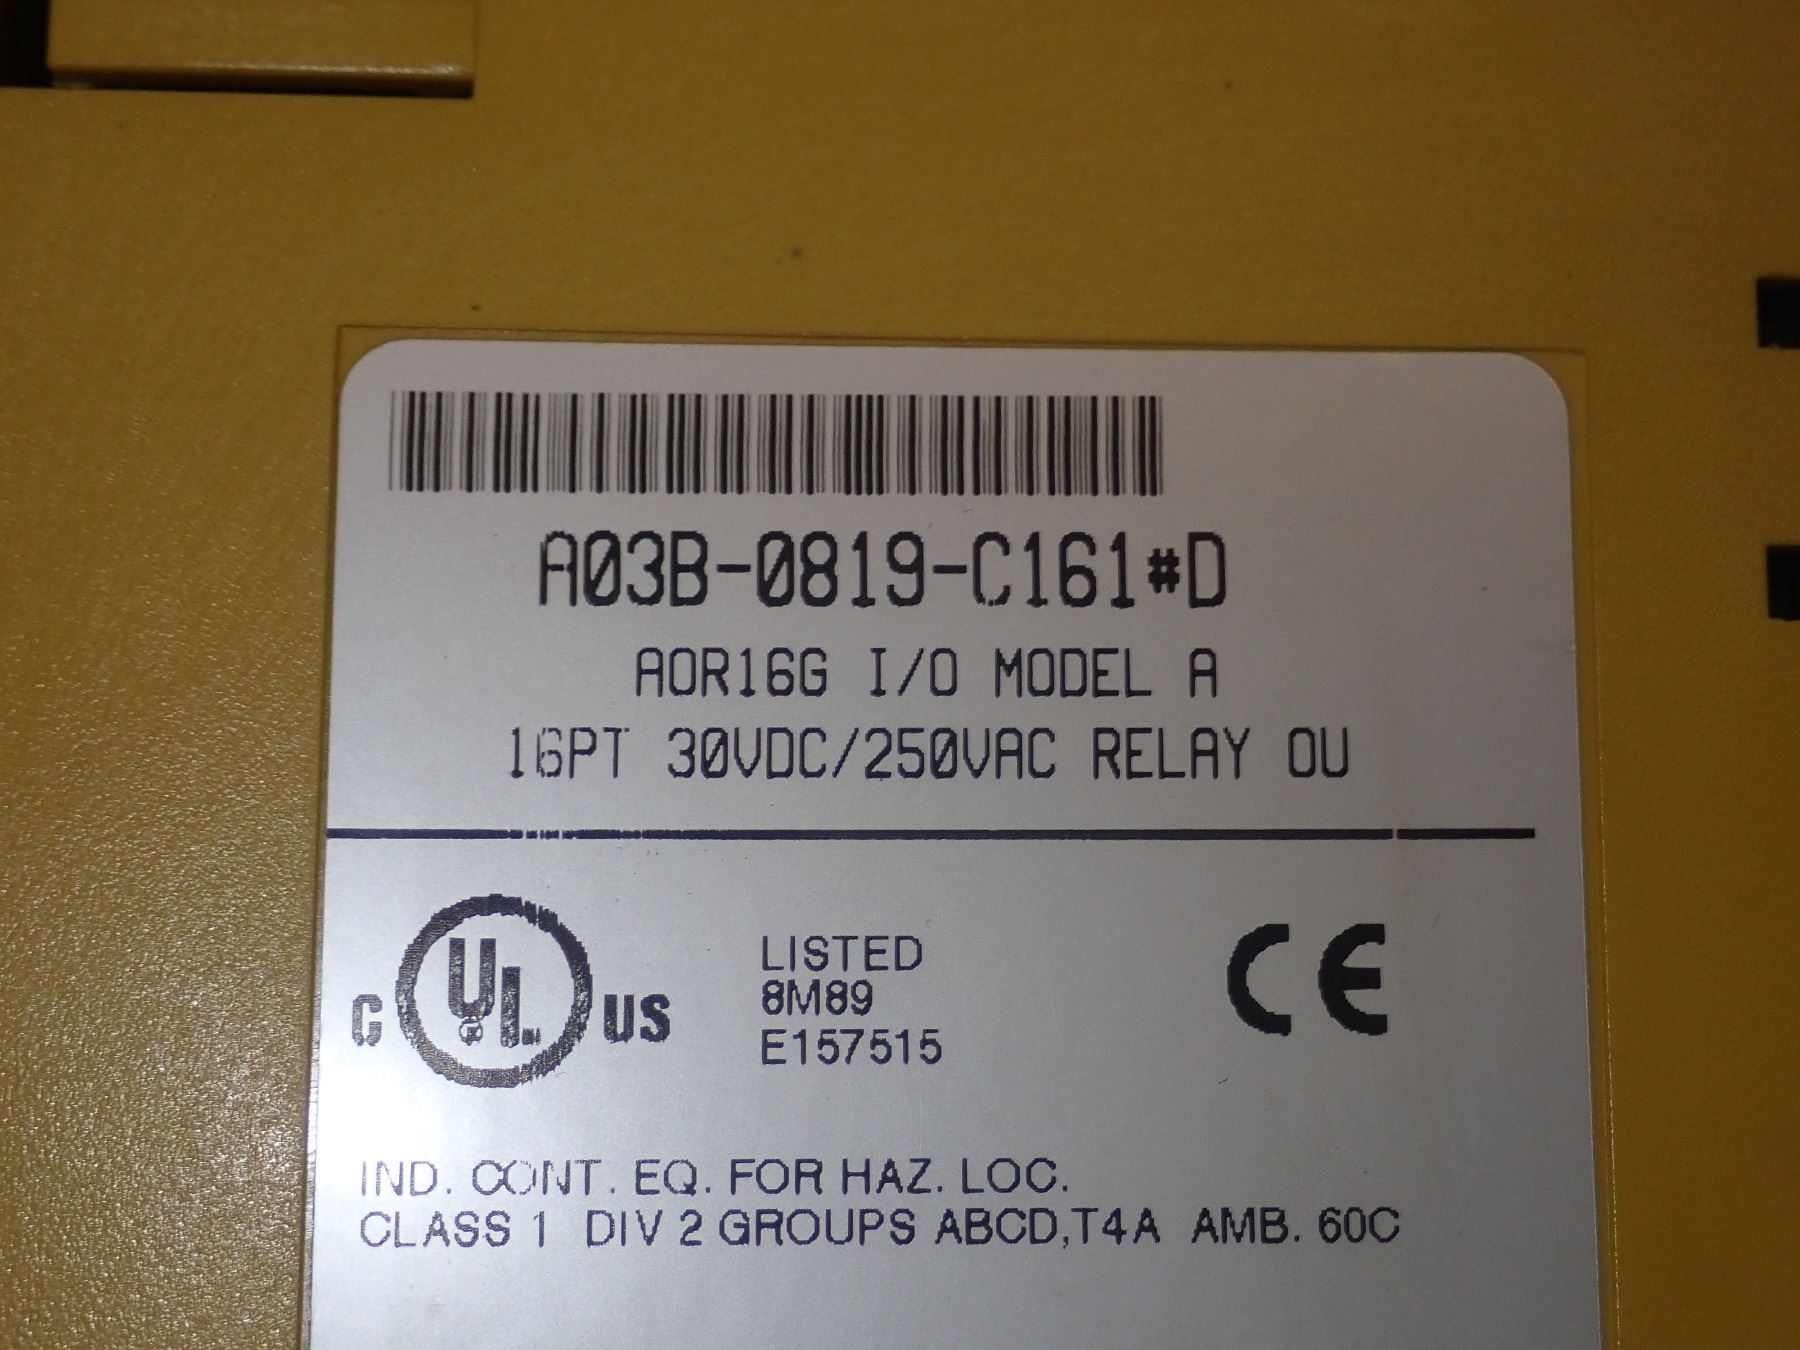 A03B-0819-C161#D
AOR16G I/O MODEL A
16PT 30VDC/250VAC RELAY OU
C UL US
LISTED
8M89
E157515
CE
IND. CONT. EQ. FOR HAZ. LOC.
CLASS 1 DIV 2 GROUPS ABCD,T4A AMB. 60C